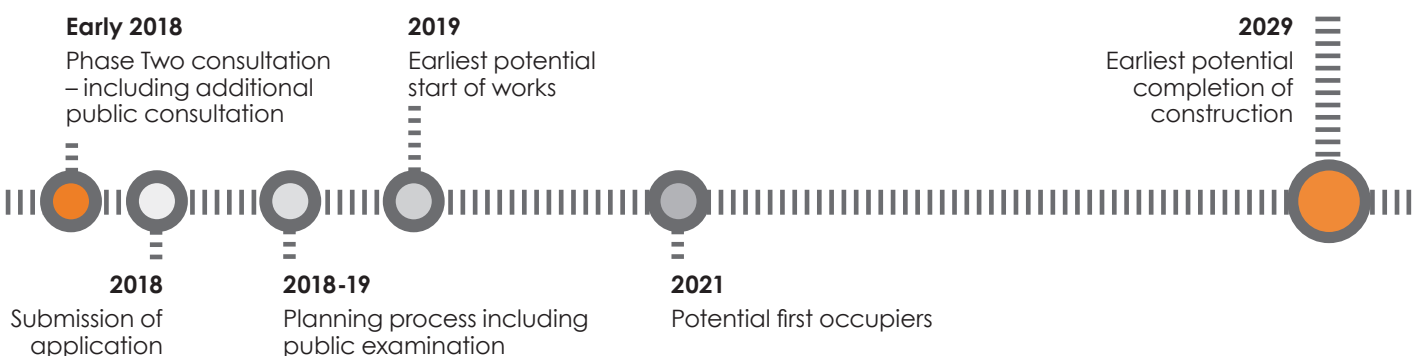 Early 2018
Phase Two consultation
– including additional
public consultation
2019
Earliest potential
start of works
2029
Earliest potential
completion of
construction
2018
Submission of
application
2018-19
Planning process including
public examination
2021
Potential first occupiers